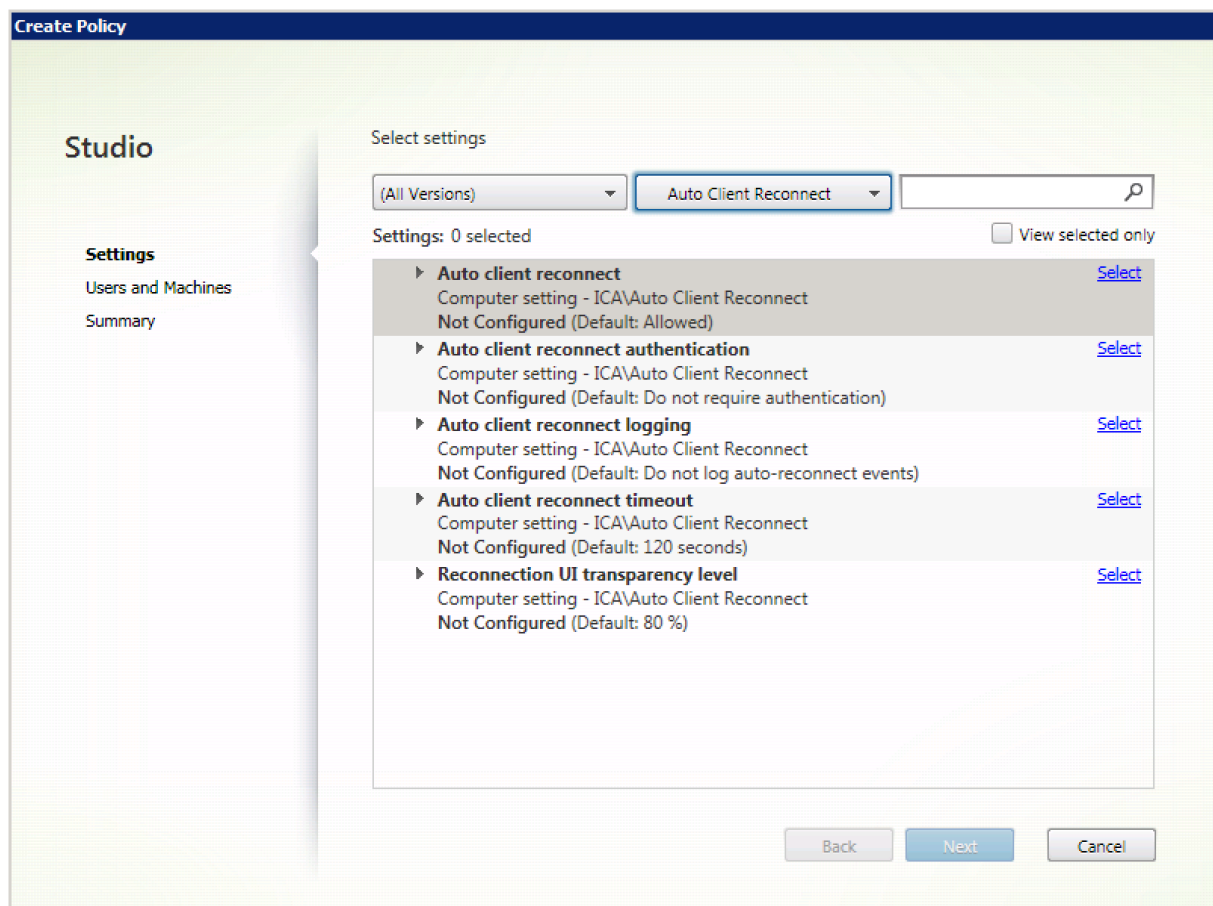 Create Policy
Studio
Settings
Users and Machines
Summary
Select settings
(All Versions)
Auto Client Reconnect
Settings: 0 selected
View selected only
Auto client reconnect
Select
Computer setting - ICA\Auto Client Reconnect
Not Configured (Default: Allowed)
Auto client reconnect authentication
Select
Computer setting - ICA\Auto Client Reconnect
Not Configured (Default: Do not require authentication)
Auto client reconnect logging
Select
Computer setting - ICA\Auto Client Reconnect
Not Configured (Default: Do not log auto-reconnect events)
Auto client reconnect timeout
Select
Computer setting - ICA\Auto Client Reconnect
Not Configured (Default: 120 seconds)
Reconnection UI transparency level
Select
Computer setting - ICA\Auto Client Reconnect
Not Configured (Default: 80 %)
Back
Next
Cancel